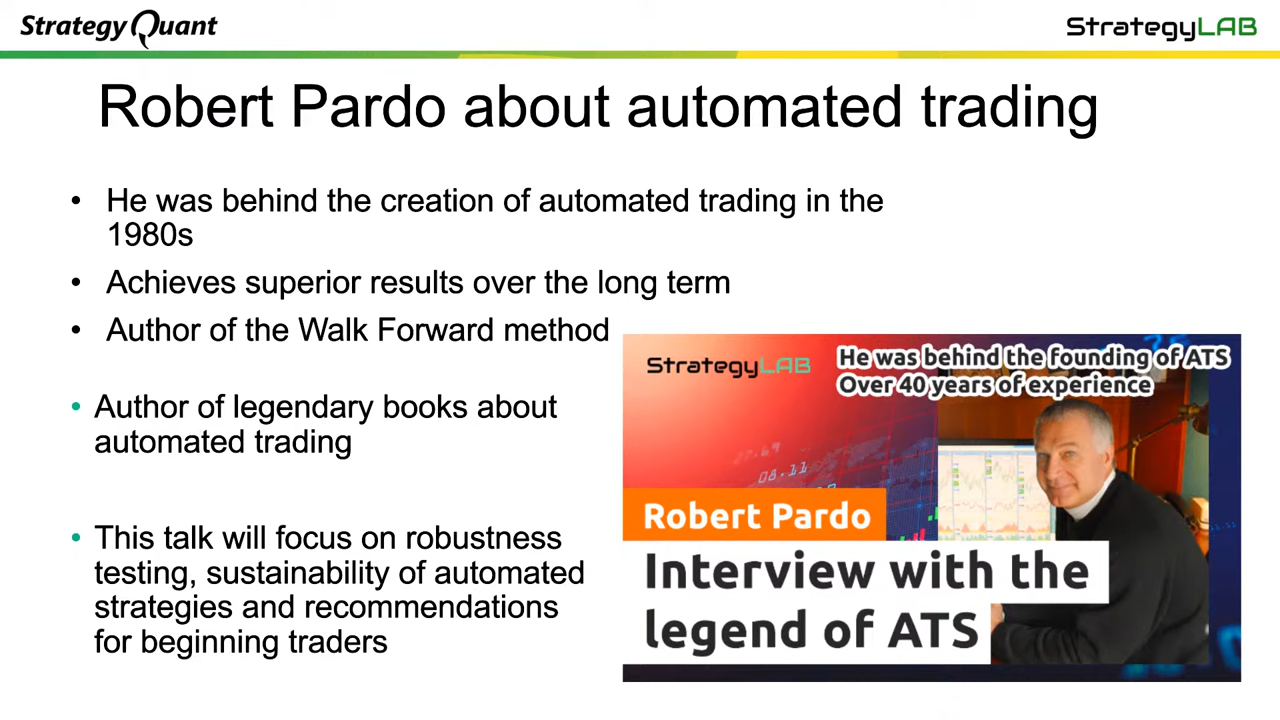 StrategyQuant
StrategyLAB
Robert Pardo about automated trading
• He was behind the creation of automated trading in the
1980s
• Achieves superior results over the long term
• Author of the Walk Forward method
• Author of legendary books about
automated trading
• This talk will focus on robustness
testing, sustainability of automated
strategies and recommendations
for beginning traders
StrategyLAB
He was behind the founding of ATS
Over 40 years of experience
08.11
Robert Pardo
Interview with the
legend of ATS